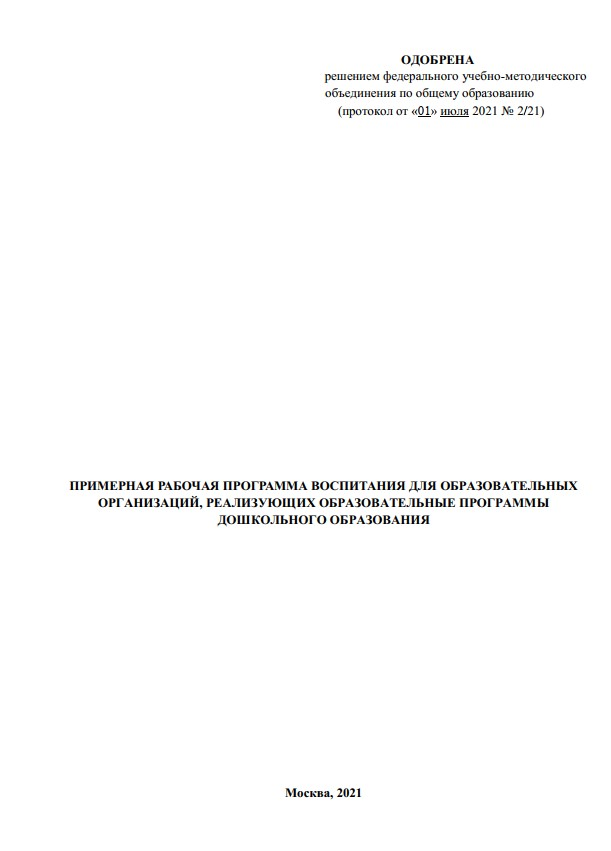 ОДОБРЕНА
решением федерального учебно-методического
объединения по общему образованию
(протокол от «01» июля 2021 № 2/21)
ПРИМЕРНАЯ РАБОЧАЯ ПРОГРАММА ВОСПИТАНИЯ ДЛЯ ОБРАЗОВАТЕЛЬНЫХ
ОРГАНИЗАЦИЙ, РЕАЛИЗУЮЩИХ ОБРАЗОВАТЕЛЬНЫЕ ПРОГРАММЫ
ДОШКОЛЬНОГО ОБРАЗОВАНИЯ
Москва, 2021